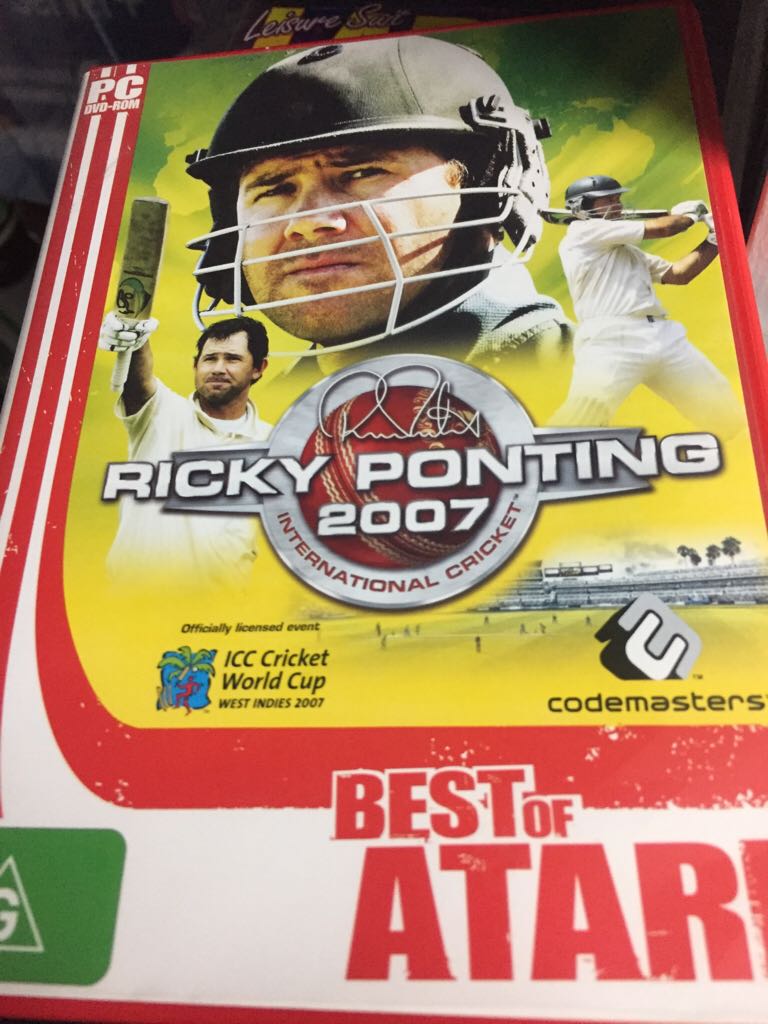 Leisure Suit
PC
DVD-ROM
RICKY PONTING
2007
INTERNATIONAL CRICKET™
Officially licensed event
ICC Cricket
World Cup
WEST INDIES 2007
codemasters
BEST OF
ATARI
G